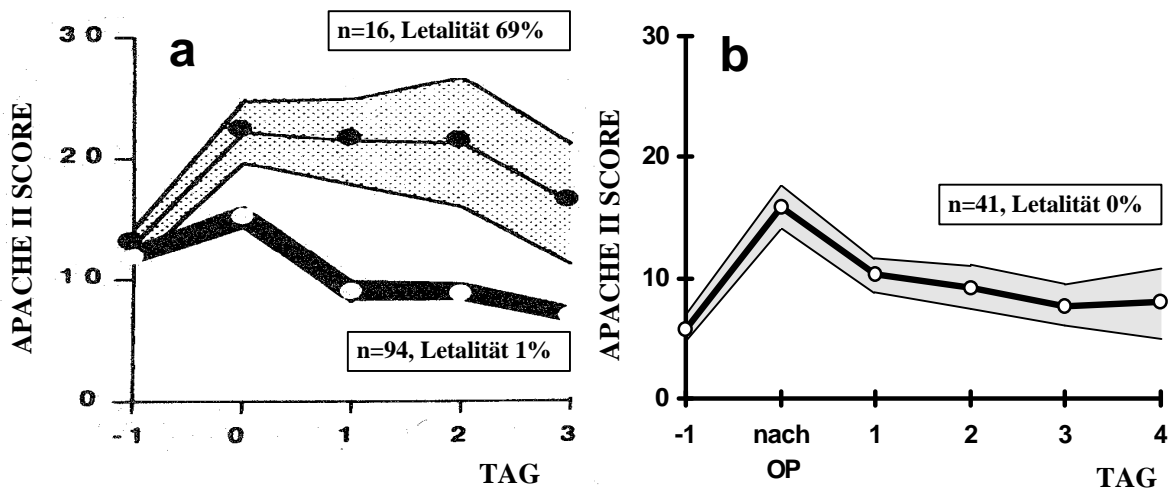 a
n=16, Letalität 69%
APACHE II SCORE
30
20
10
0
n=94, Letalität 1%
-1 0 1 2 3
TAG
b
APACHE II SCORE
30
20
10
0
n=41, Letalität 0%
-1 nach 1 2 3 4
OP
TAG